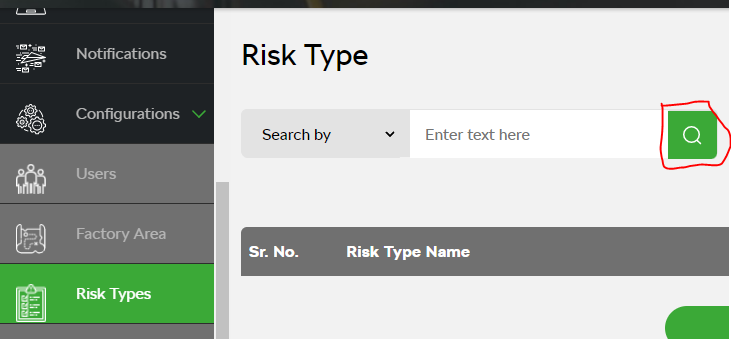 Notifications
Configurations
Users
Factory Area
Risk Types
Risk Type
Search by
Enter text here
Sr. No.
Risk Type Name